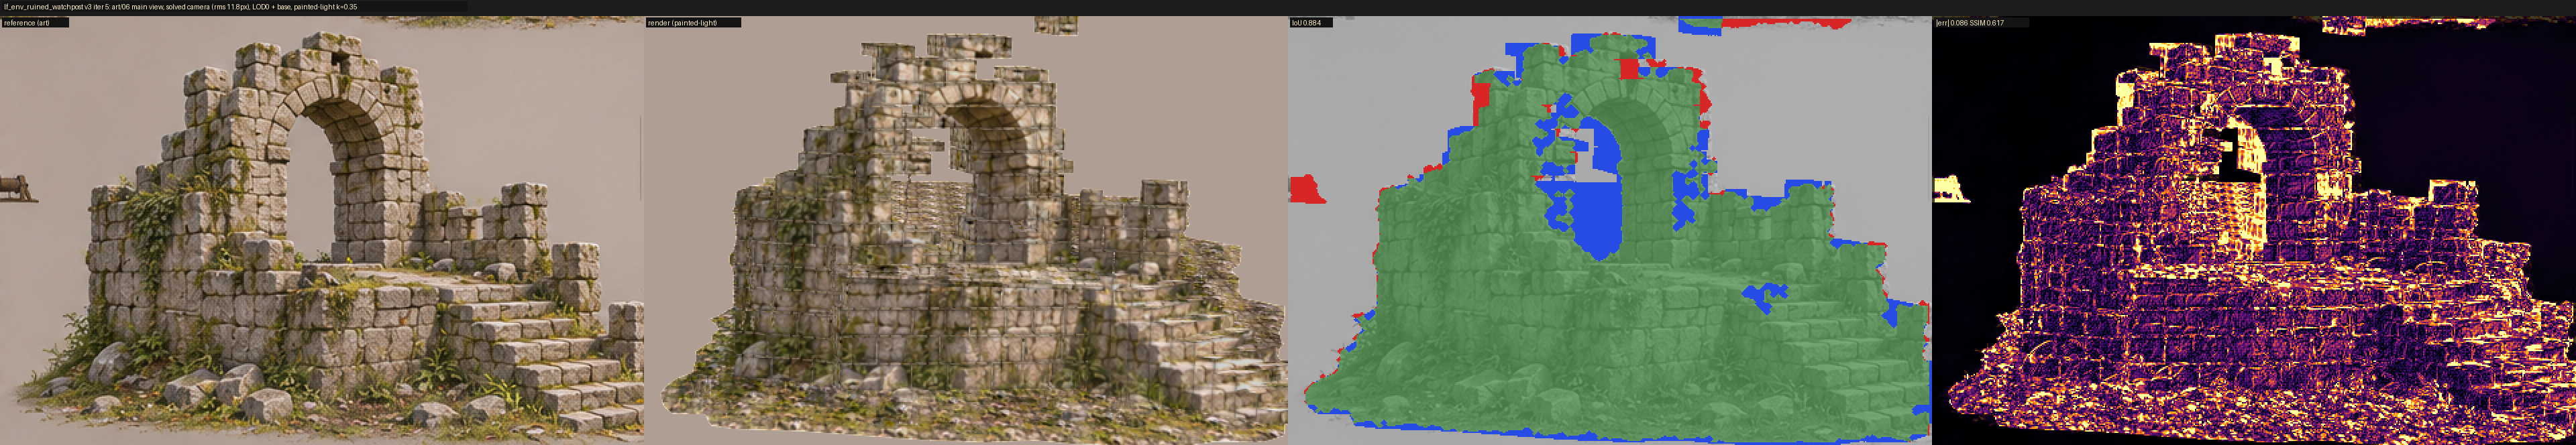 lf_env_ruined_watchpost v3 iter 5: art/06 main view, solved camera (rms 11.8px), LOD0 + base, painted-light k=0.35
reference (art)
render (painted-light)
IoU 0.884
|err| 0.086 SSIM 0.617